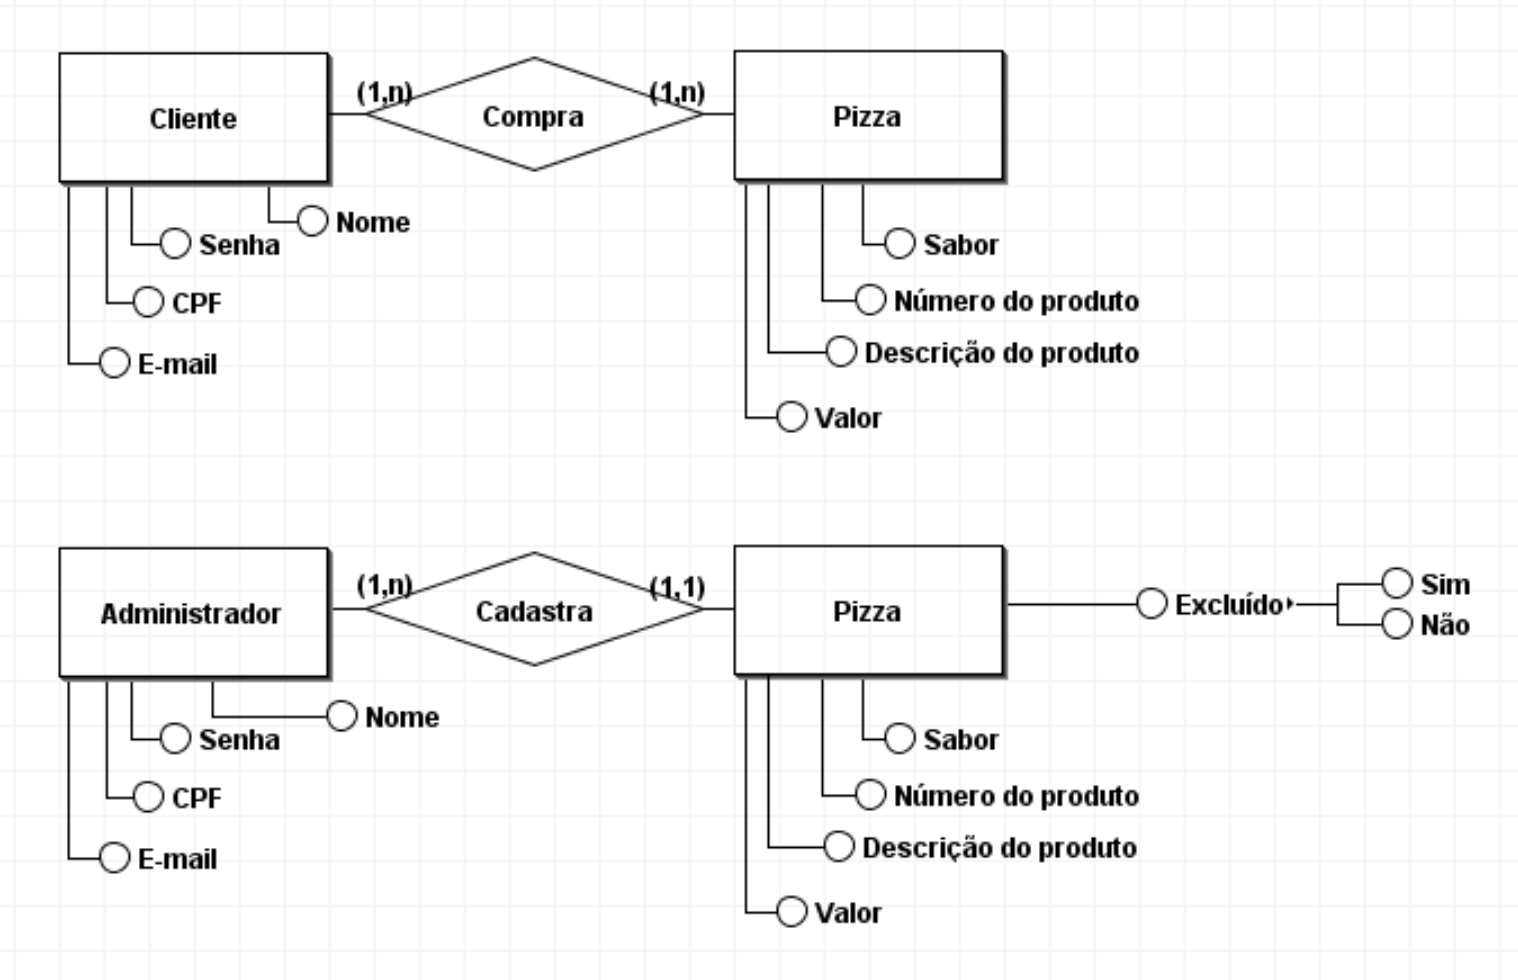 Cliente
(1,n)
Compra
(1,n)
Pizza
Nome
Senha
CPF
E-mail
Sabor
Número do produto
Descrição do produto
Valor
Administrador
(1,n)
Cadastra
(1,1)
Pizza
Excluído
Sim
Não
Nome
Senha
CPF
E-mail
Sabor
Número do produto
Descrição do produto
Valor